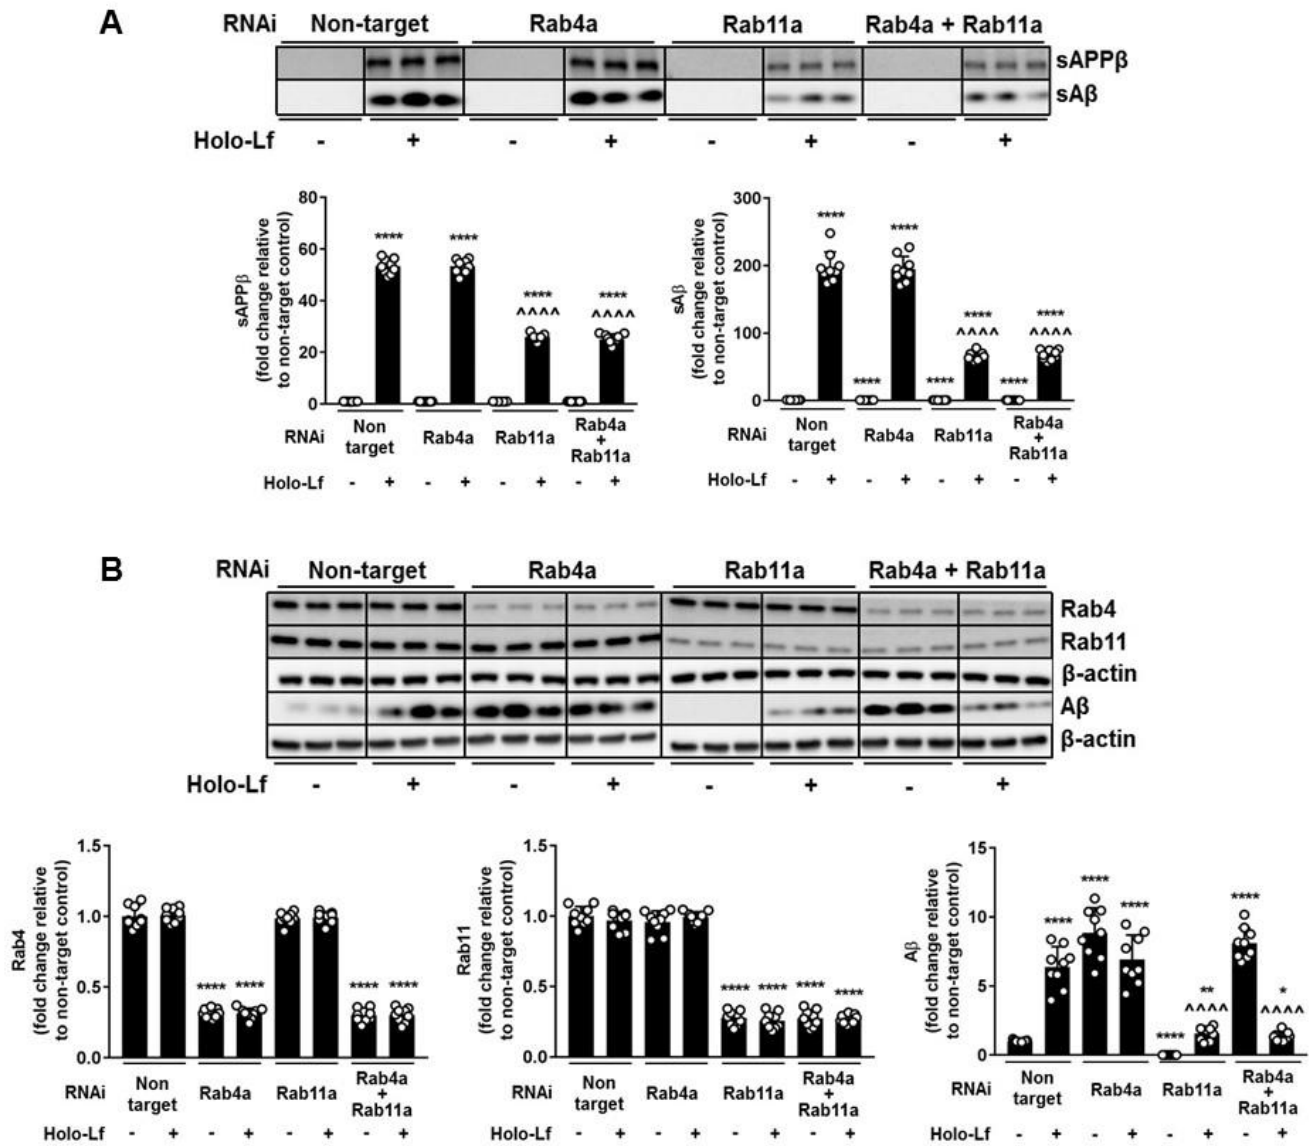 A
RNAi Non-target Rab4a Rab11a Rab4a + Rab11a
sAPPβ
sAβ
Holo-Lf - + - + - + - +
sAPPβ
(fold change relative
to non-target control)
80
60
40
20
0
**** **** **** ****
^^^^ ^^^^
RNAi Non target Rab4a Rab11a Rab4a + Rab11a
Holo-Lf - + - + - + - +
sAβ
(fold change relative
to non-target control)
300
200
100
0
**** **** **** **** **** **** ****
^^^^ ^^^^
RNAi Non target Rab4a Rab11a Rab4a + Rab11a
Holo-Lf - + - + - + - +
B
RNAi Non-target Rab4a Rab11a Rab4a + Rab11a
Rab4
Rab11
β-actin
Aβ
β-actin
Holo-Lf - + - + - + - +
Rab4
(fold change relative
to non-target control)
1.5
1.0
0.5
0.0
**** **** **** ****
RNAi Non target Rab4a Rab11a Rab4a + Rab11a
Holo-Lf - + - + - + - +
Rab11
(fold change relative
to non-target control)
1.5
1.0
0.5
0.0
**** **** **** ****
RNAi Non target Rab4a Rab11a Rab4a + Rab11a
Holo-Lf - + - + - + - +
Aβ
(fold change relative
to non-target control)
15
10
5
0
**** **** **** **** ** **** *
^^^^ ^^^^
RNAi Non target Rab4a Rab11a Rab4a + Rab11a
Holo-Lf - + - + - + - +